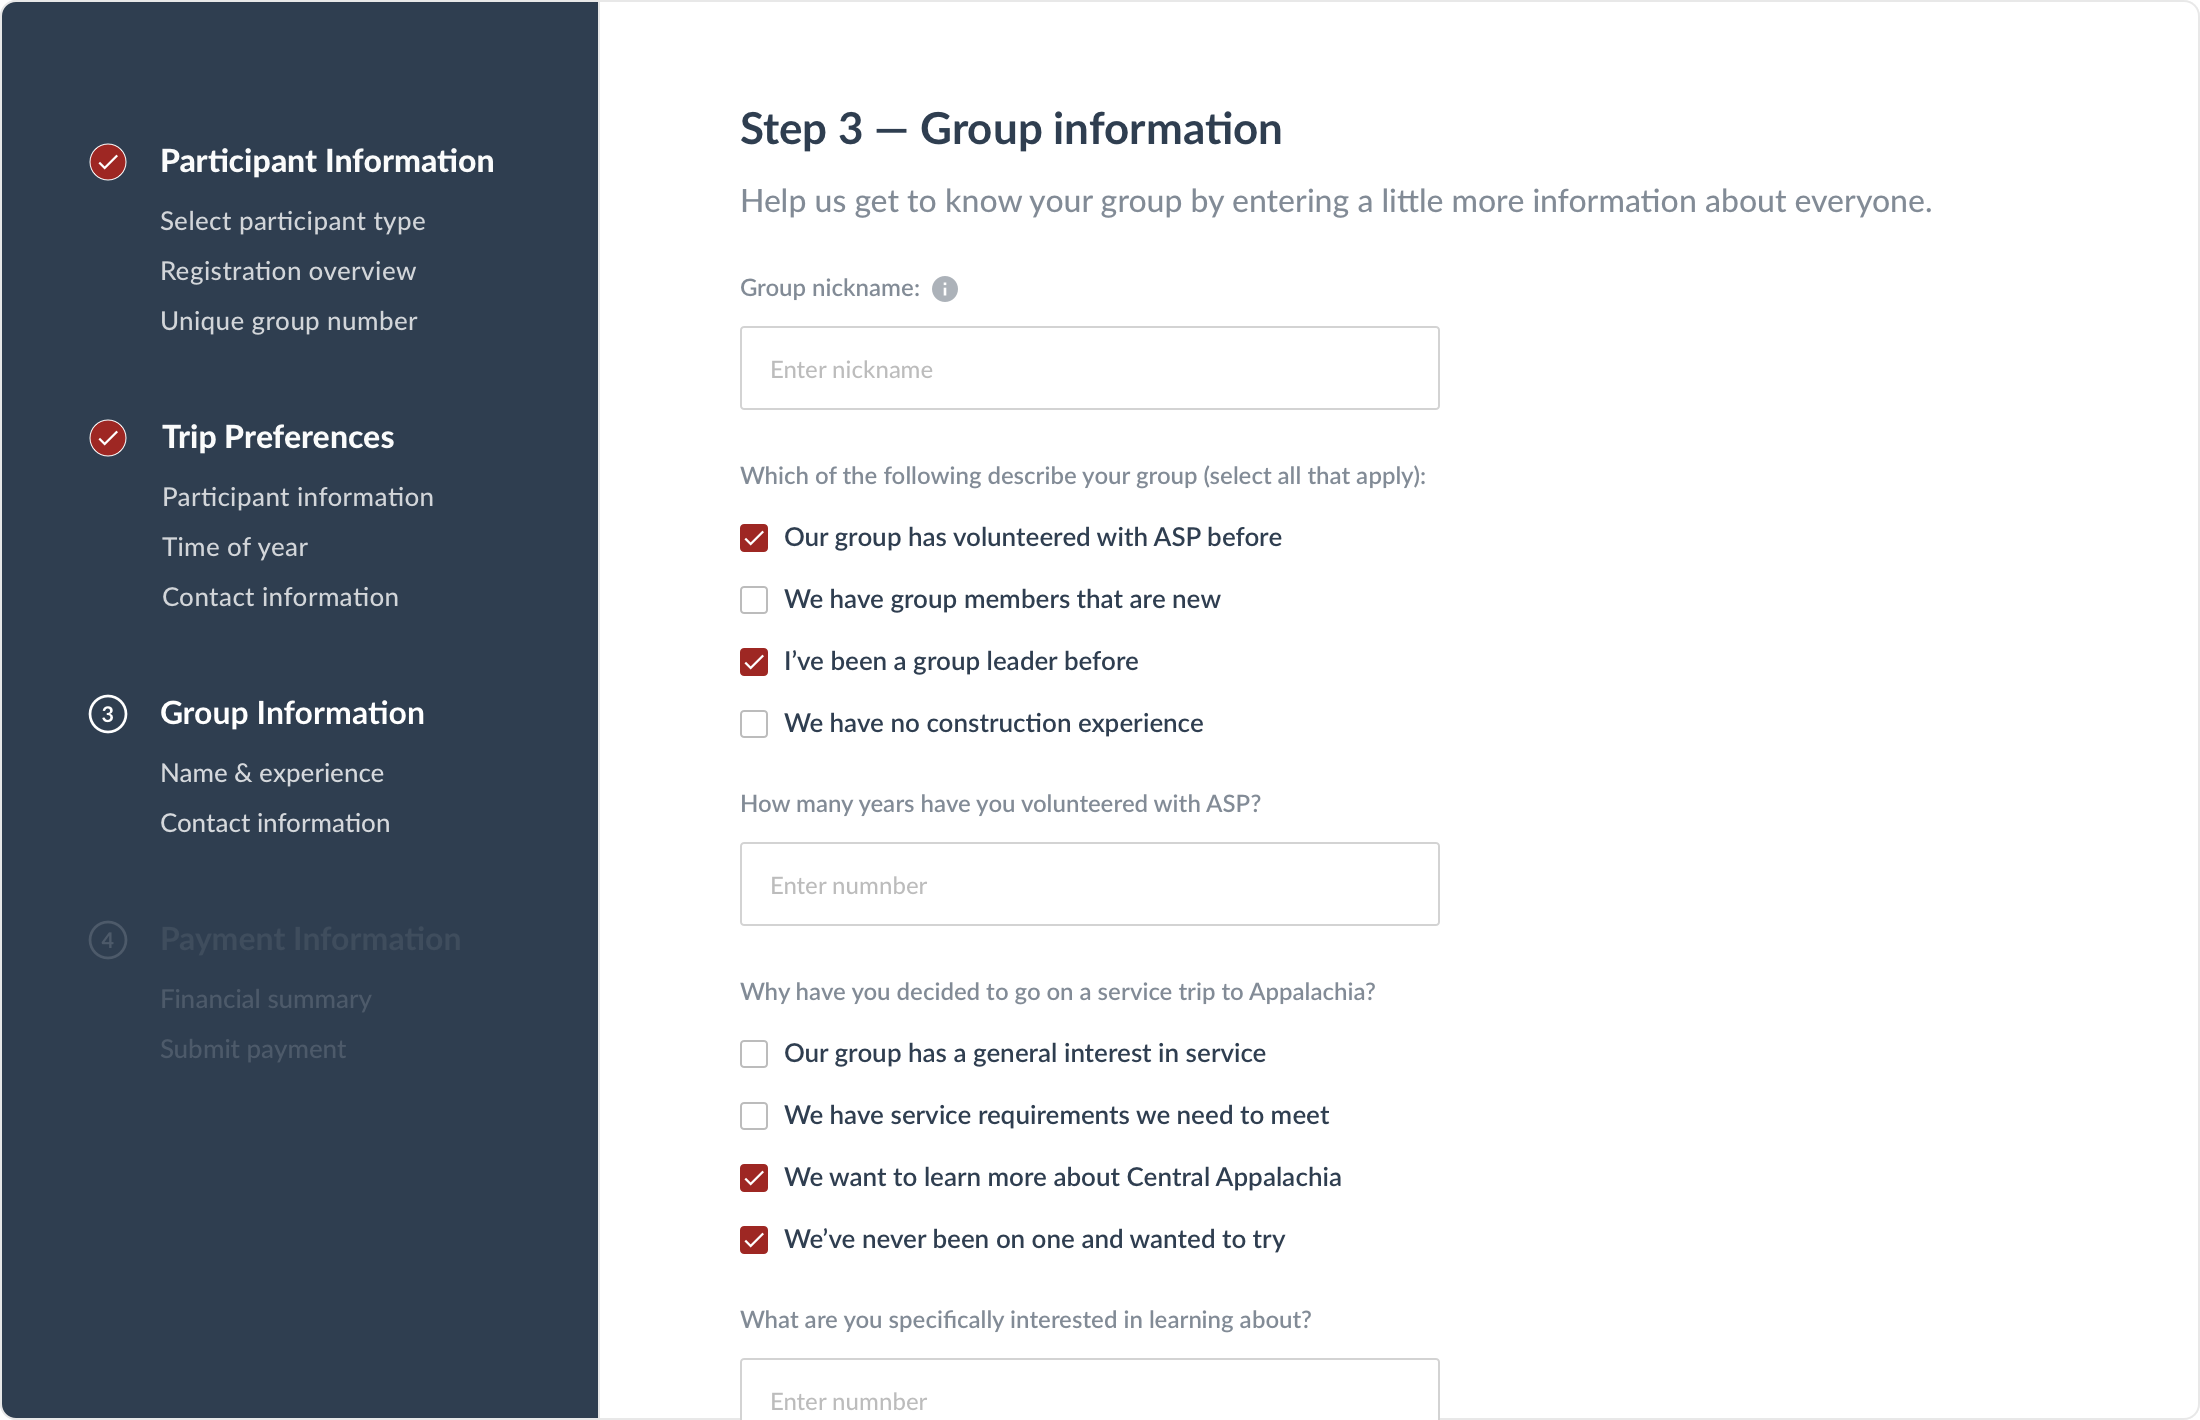 Participant Information
Select participant type
Registration overview
Unique group number
Trip Preferences
Participant information
Time of year
Contact information
3 Group Information
Name & experience
Contact information
4 Payment Information
Financial summary
Submit payment
Step 3 — Group information
Help us get to know your group by entering a little more information about everyone.
Group nickname: i
Enter nickname
Which of the following describe your group (select all that apply):
Our group has volunteered with ASP before
We have group members that are new
I’ve been a group leader before
We have no construction experience
How many years have you volunteered with ASP?
Enter numnber
Why have you decided to go on a service trip to Appalachia?
Our group has a general interest in service
We have service requirements we need to meet
We want to learn more about Central Appalachia
We’ve never been on one and wanted to try
What are you specifically interested in learning about?
Enter numnber